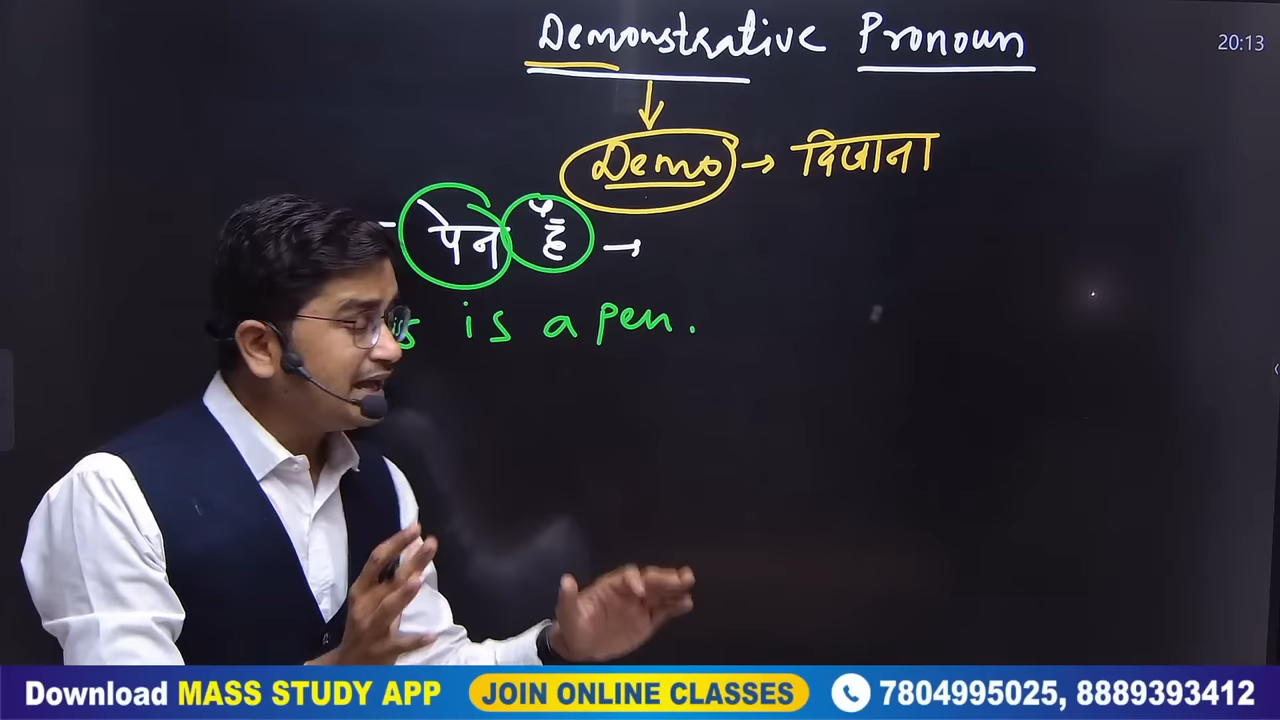 Demonstrative Pronoun
20:13
Demo → दिखाना
पेन है →
is a pen.
Download MASS STUDY APP JOIN ONLINE CLASSES 7804995025, 8889393412